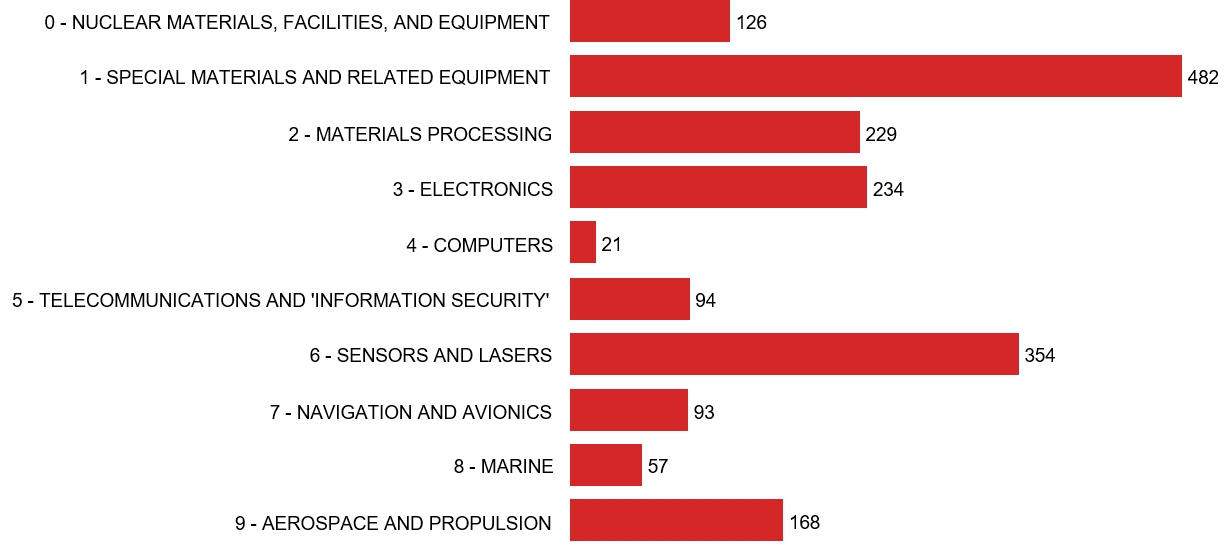 0 - NUCLEAR MATERIALS, FACILITIES, AND EQUIPMENT 126
1 - SPECIAL MATERIALS AND RELATED EQUIPMENT 482
2 - MATERIALS PROCESSING 229
3 - ELECTRONICS 234
4 - COMPUTERS 21
5 - TELECOMMUNICATIONS AND 'INFORMATION SECURITY' 94
6 - SENSORS AND LASERS 354
7 - NAVIGATION AND AVIONICS 93
8 - MARINE 57
9 - AEROSPACE AND PROPULSION 168